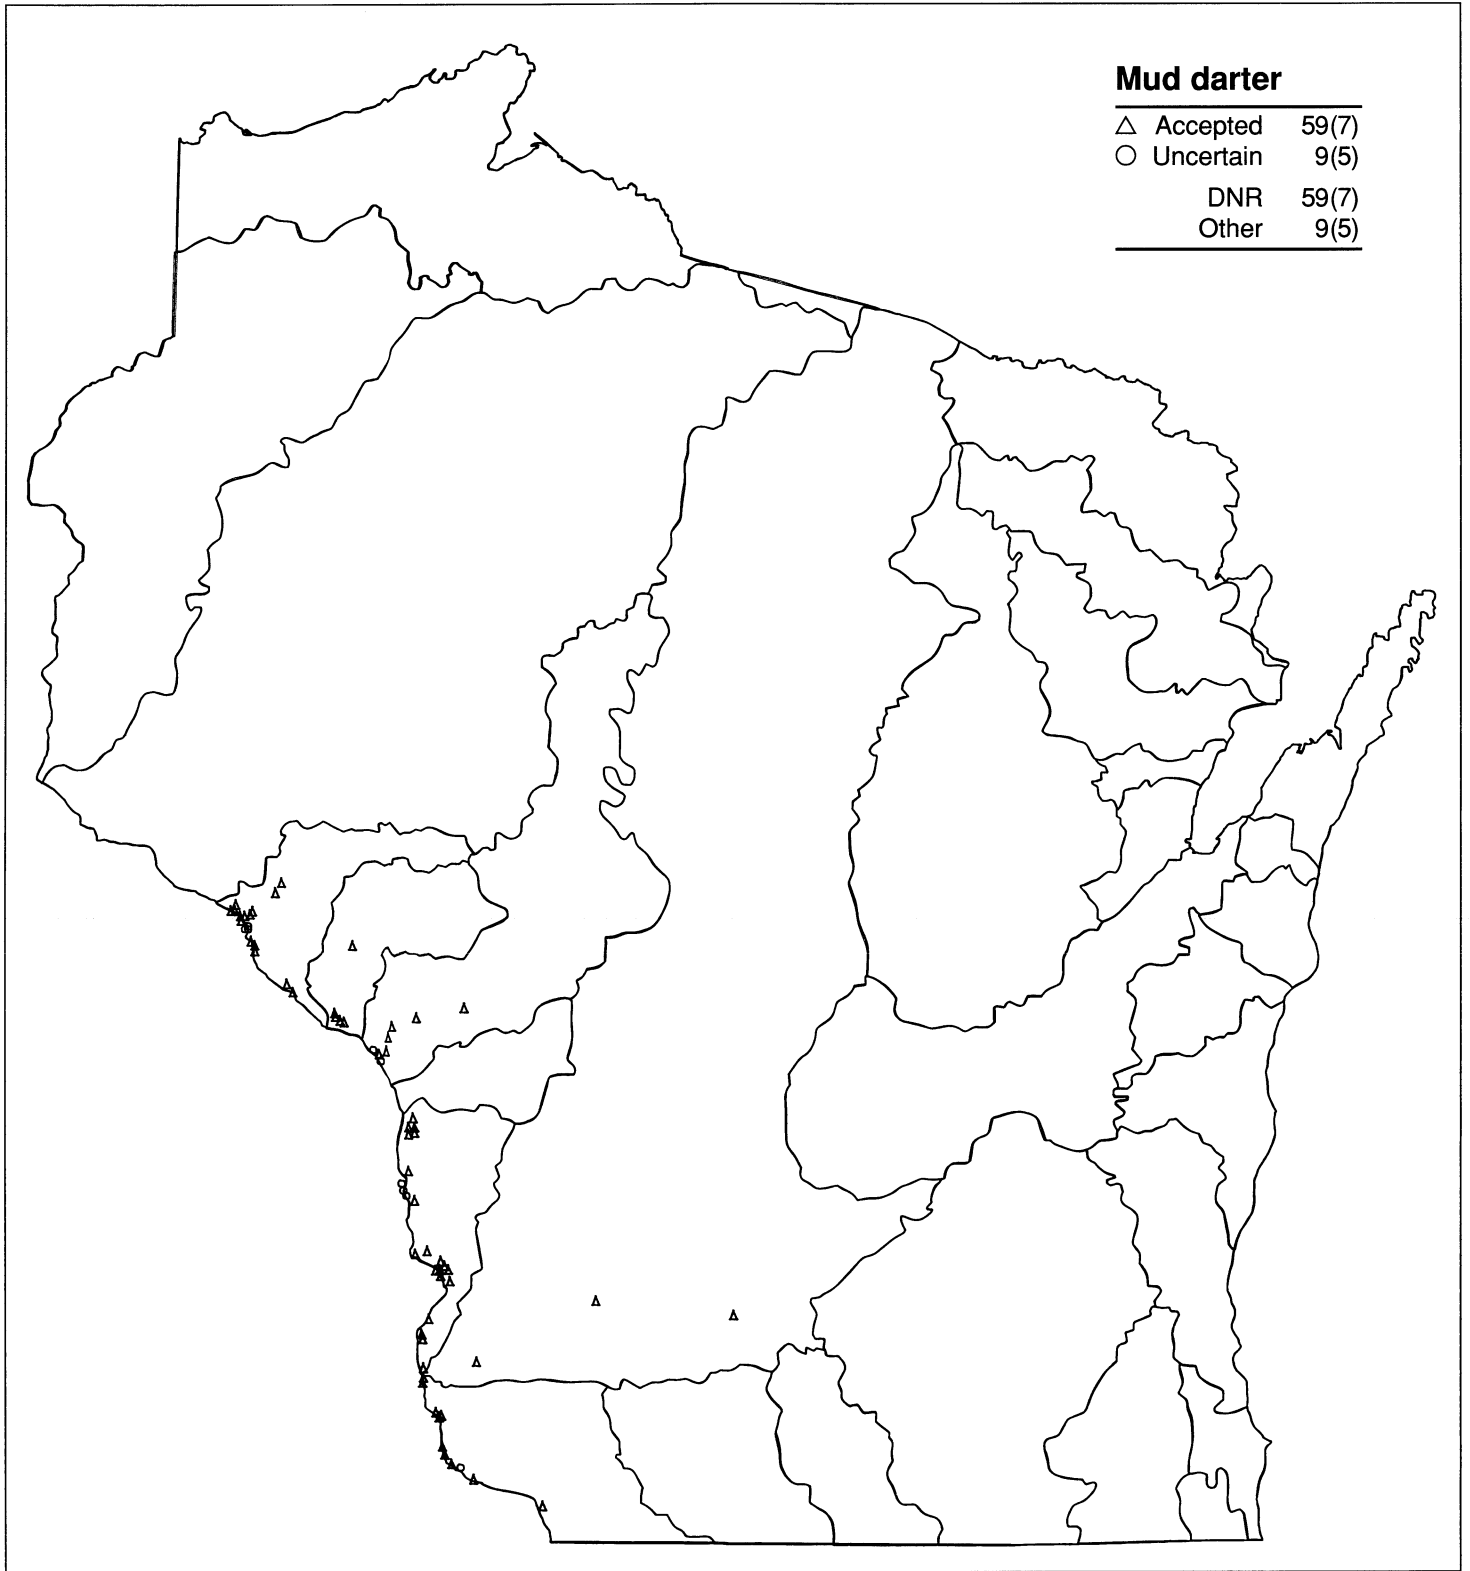 Mud darter
△ Accepted 59(7)
○ Uncertain 9(5)
DNR 59(7)
Other 9(5)